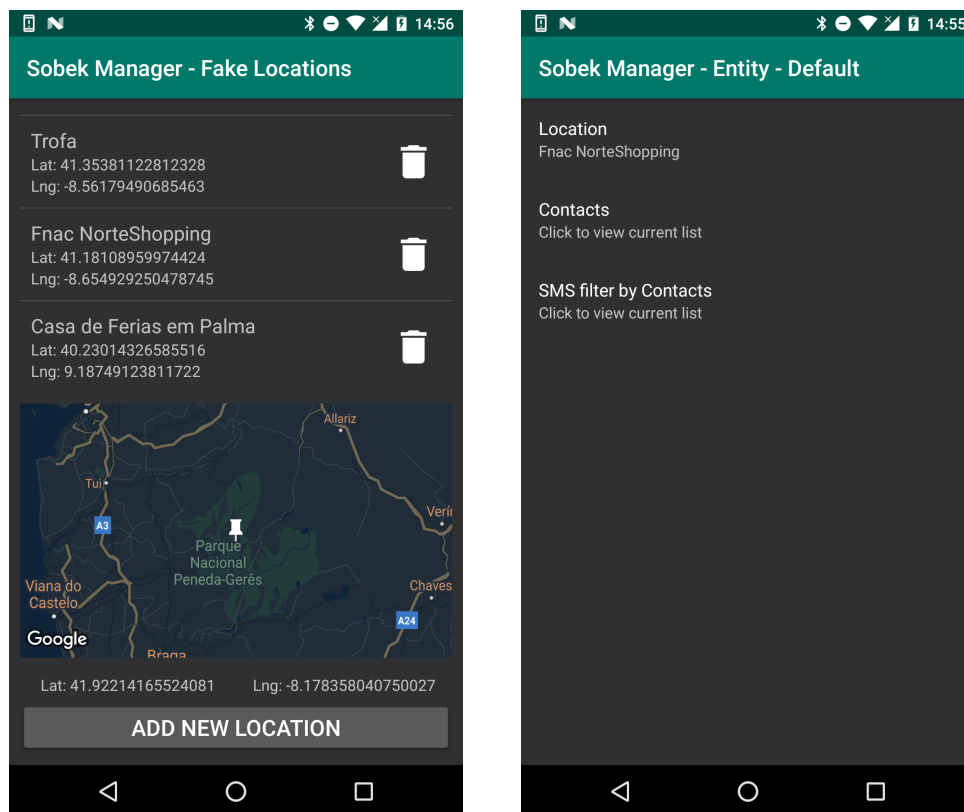 14:56
Sobek Manager - Fake Locations
Trofa
Lat: 41.35381122812328
Lng: -8.56179490685463
Fnac NorteShopping
Lat: 41.18108959974424
Lng: -8.654929250478745
Casa de Ferias em Palma
Lat: 40.23014326585516
Lng: 9.18749123811722
Allariz
Tui
A3
Verín
Parque
Nacional
Peneda-Gerês
Viana do
Castelo
Chaves
A24
Google
Braga
Lat: 41.92214165524081 Lng: -8.178358040750027
ADD NEW LOCATION
14:55
Sobek Manager - Entity - Default
Location
Fnac NorteShopping
Contacts
Click to view current list
SMS filter by Contacts
Click to view current list